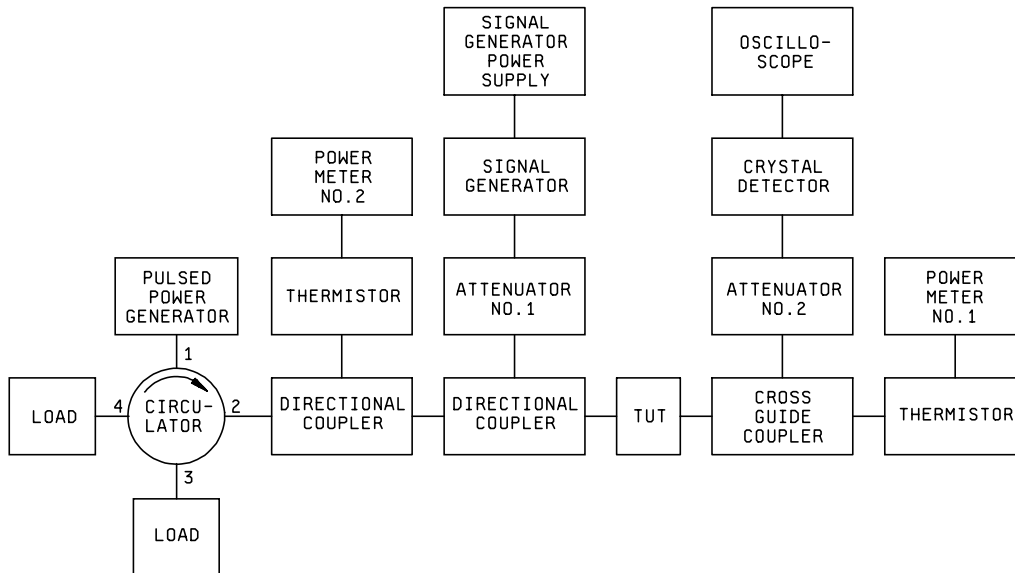 SIGNAL
GENERATOR
POWER
SUPPLY
OSCILLO-
SCOPE
POWER
METER
NO.2
SIGNAL
GENERATOR
CRYSTAL
DETECTOR
PULSED
POWER
GENERATOR
THERMISTOR
ATTENUATOR
NO.1
ATTENUATOR
NO.2
POWER
METER
NO.1
1
LOAD
4
CIRCU-
LATOR
2
DIRECTIONAL
COUPLER
DIRECTIONAL
COUPLER
TUT
CROSS
GUIDE
COUPLER
THERMISTOR
3
LOAD